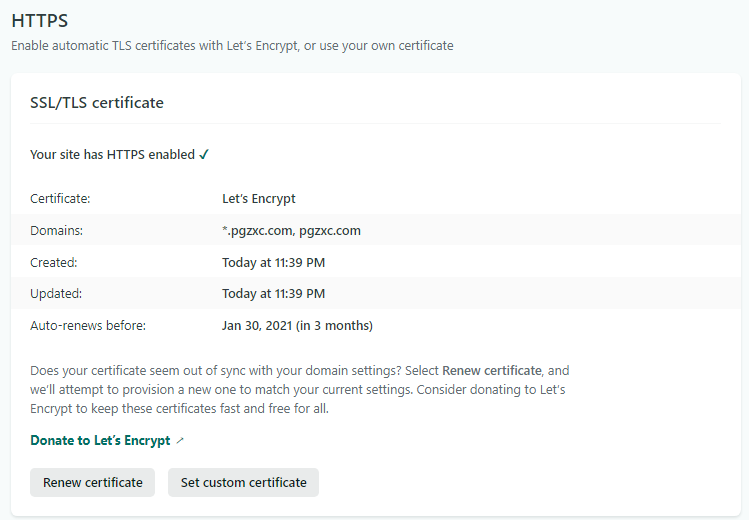 HTTPS
Enable automatic TLS certificates with Let's Encrypt, or use your own certificate
SSL/TLS certificate
Your site has HTTPS enabled ✓
Certificate: Let's Encrypt
Domains: *.pgzxc.com, pgzxc.com
Created: Today at 11:39 PM
Updated: Today at 11:39 PM
Auto-renews before: Jan 30, 2021 (in 3 months)
Does your certificate seem out of sync with your domain settings? Select Renew certificate, and
we'll attempt to provision a new one to match your current settings. Consider donating to Let's
Encrypt to keep these certificates fast and free for all.
Donate to Let's Encrypt ↗
Renew certificate Set custom certificate